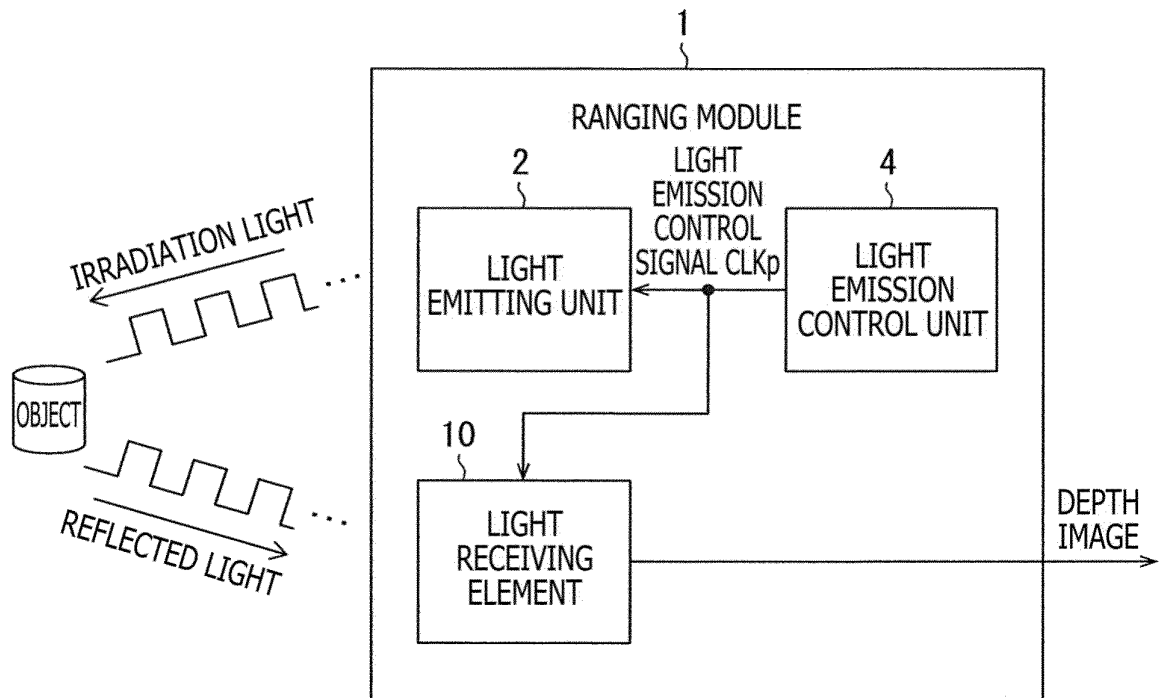 1
RANGING MODULE
2
LIGHT
EMISSION
CONTROL
SIGNAL CLKp
4
IRRADIATION LIGHT
...
LIGHT
EMITTING UNIT
LIGHT
EMISSION
CONTROL UNIT
OBJECT
10
REFLECTED LIGHT
...
LIGHT
RECEIVING
ELEMENT
DEPTH
IMAGE